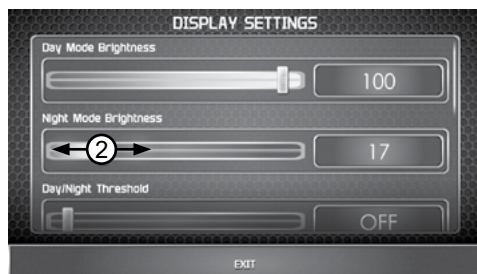 DISPLAY SETTINGS
Day Mode Brightness
100
Night Mode Brightness
2
17
Day/Night Threshold
OFF
EXIT